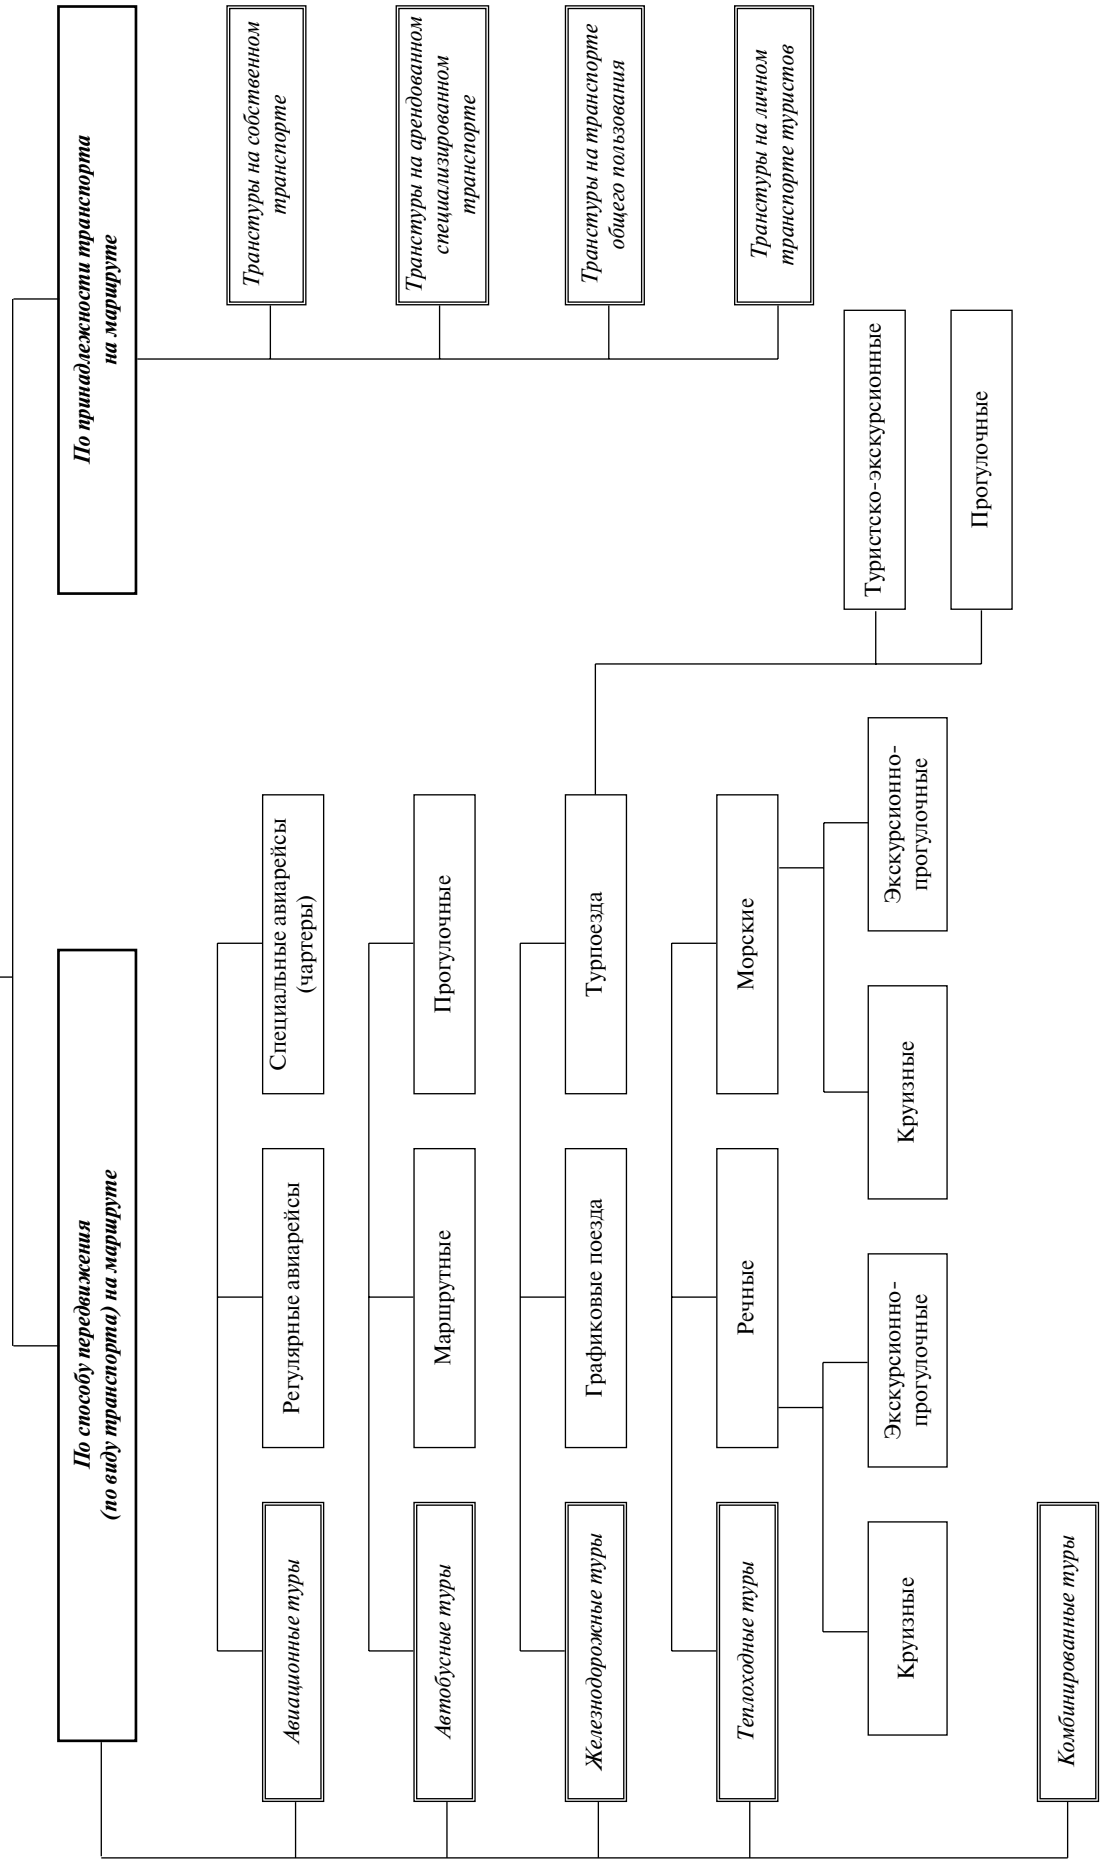 По способу передвижения
(по виду транспорта) на маршруте
По принадлежности транспорта
на маршруте
Авиационные туры
Регулярные авиарейсы
Специальные авиарейсы
(чартеры)
Транстуры на собственном
транспорте
Автобусные туры
Маршрутные
Прогулочные
Транстуры на арендованном
специализированном
транспорте
Железнодорожные туры
Графиковые поезда
Турпоезда
Транстуры на транспорте
общего пользования
Теплоходные туры
Речные
Морские
Транстуры на личном
транспорте туристов
Круизные
Экскурсионно-
прогулочные
Круизные
Экскурсионно-
прогулочные
Туристско-экскурсионные
Прогулочные
Комбинированные туры